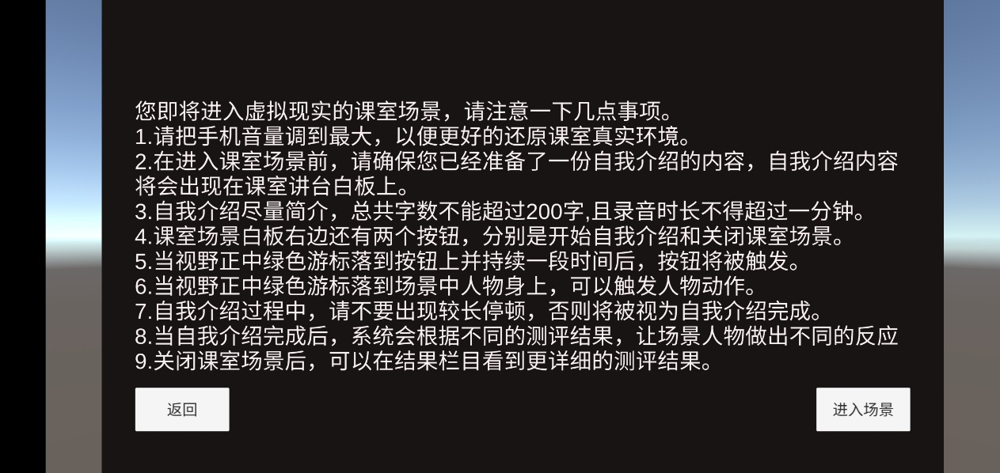 您即将进入虚拟现实的课室场景，请注意一下几点事项。
1.请把手机音量调到最大，以便更好的还原课室真实环境。
2.在进入课室场景前，请确保您已经准备了一份自我介绍的内容，自我介绍内容
将会出现在课室讲台白板上。
3.自我介绍尽量简介，总共字数不能超过200字,且录音时长不得超过一分钟。
4.课室场景白板右边还有两个按钮，分别是开始自我介绍和关闭课室场景。
5.当视野正中绿色游标落到按钮上并持续一段时间后，按钮将被触发。
6.当视野正中绿色游标落到场景中人物身上，可以触发人物动作。
7.自我介绍过程中，请不要出现较长停顿，否则将被视为自我介绍完成。
8.当自我介绍完成后，系统会根据不同的测评结果，让场景人物做出不同的反应
9.关闭课室场景后，可以在结果栏目看到更详细的测评结果。
返回
进入场景